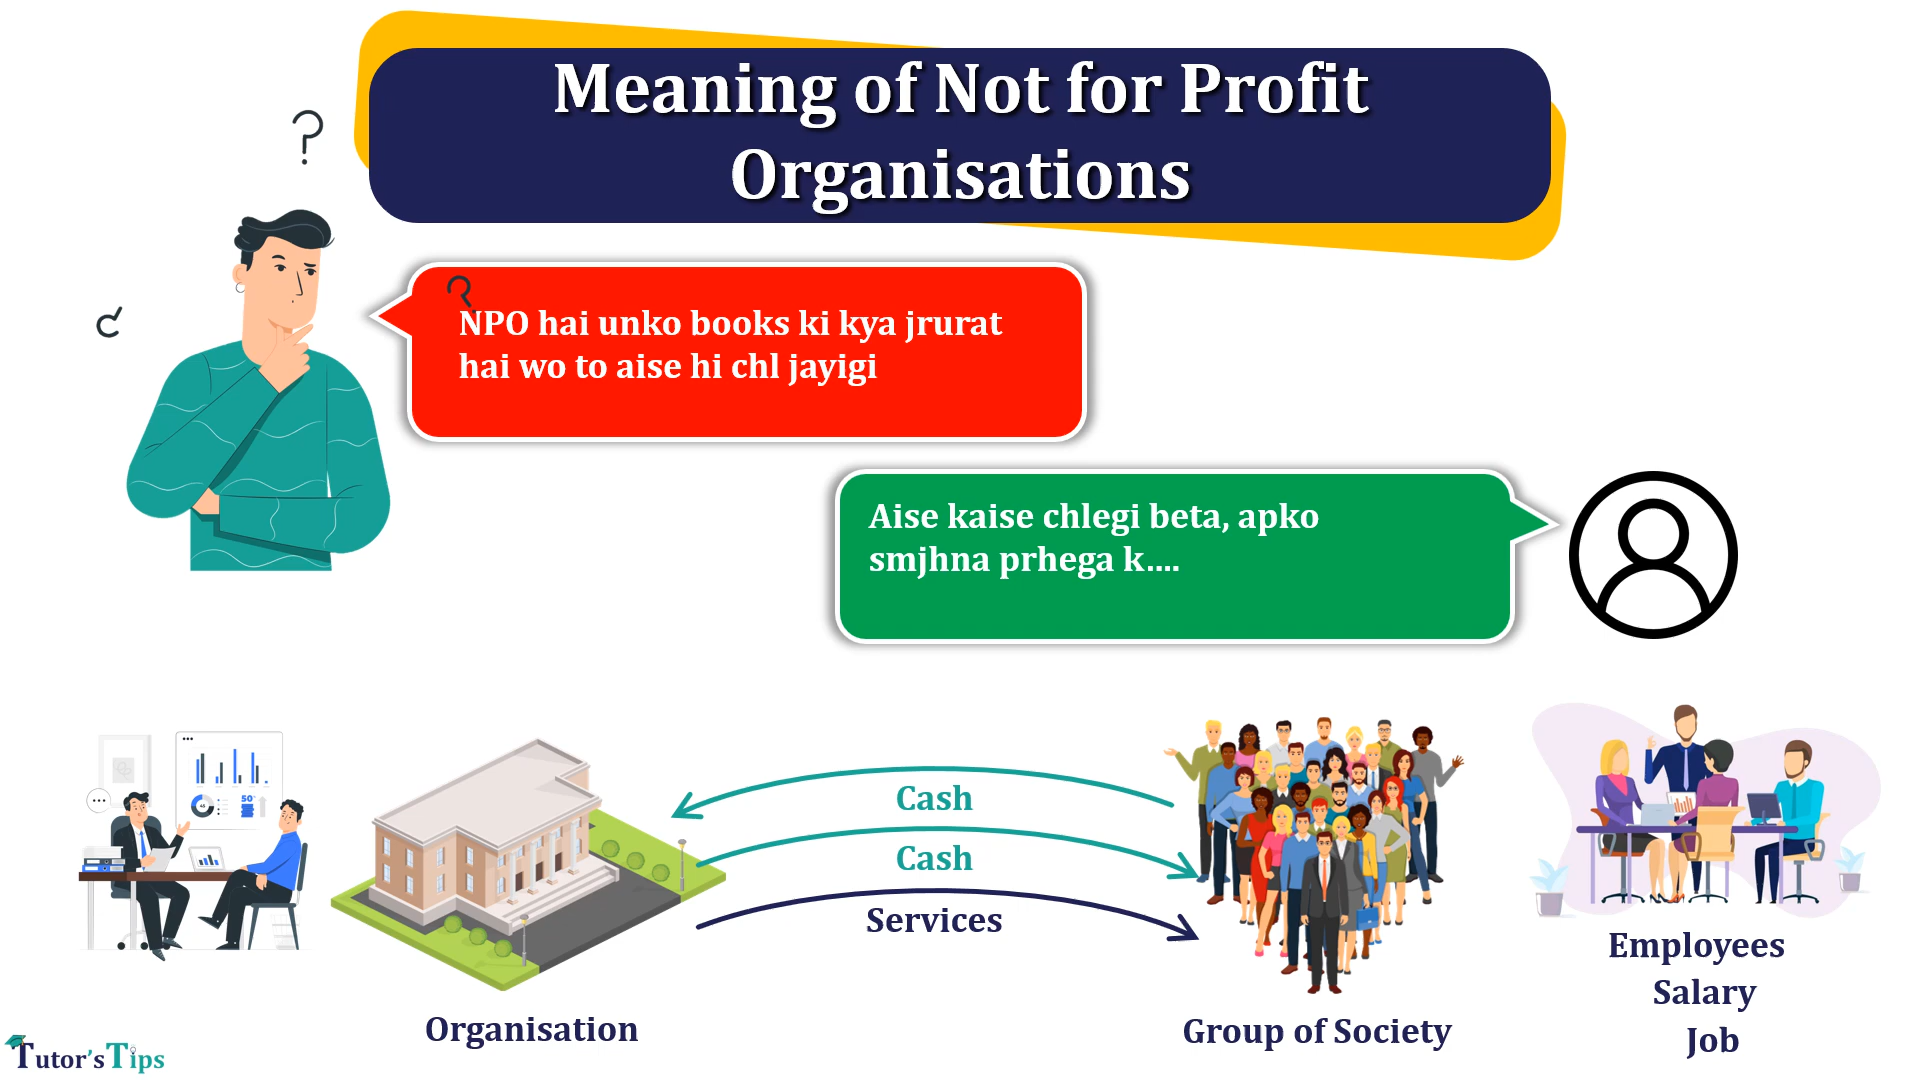 Meaning of Not for Profit
Organisations
NPO hai unko books ki kya jrurat
hai wo to aise hi chl jayigi
Aise kaise chlegi beta, apko
smjhna prhega k....
Cash
Cash
Services
Organisation
Group of Society
Employees
Salary
Job
Tutor'sTips